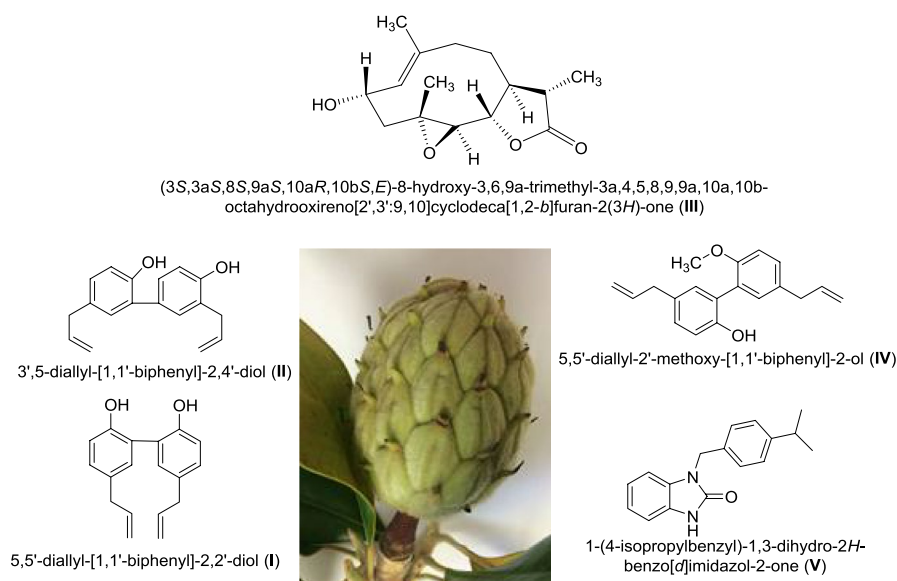 H₃C
H
CH₃
HO
H
CH₃
H
O
H
O
O
(3S,3aS,8S,9aS,10aR,10bS,E)-8-hydroxy-3,6,9a-trimethyl-3a,4,5,8,9,9a,10a,10b-
octahydrooxireno[2',3':9,10]cyclodeca[1,2-b]furan-2(3H)-one (III)
OH
OH
3',5-diallyl-[1,1'-biphenyl]-2,4'-diol (II)
O
H₃C
OH
5,5'-diallyl-2'-methoxy-[1,1'-biphenyl]-2-ol (IV)
OH
OH
5,5'-diallyl-[1,1'-biphenyl]-2,2'-diol (I)
N
O
N
H
1-(4-isopropylbenzyl)-1,3-dihydro-2H-
benzo[d]imidazol-2-one (V)